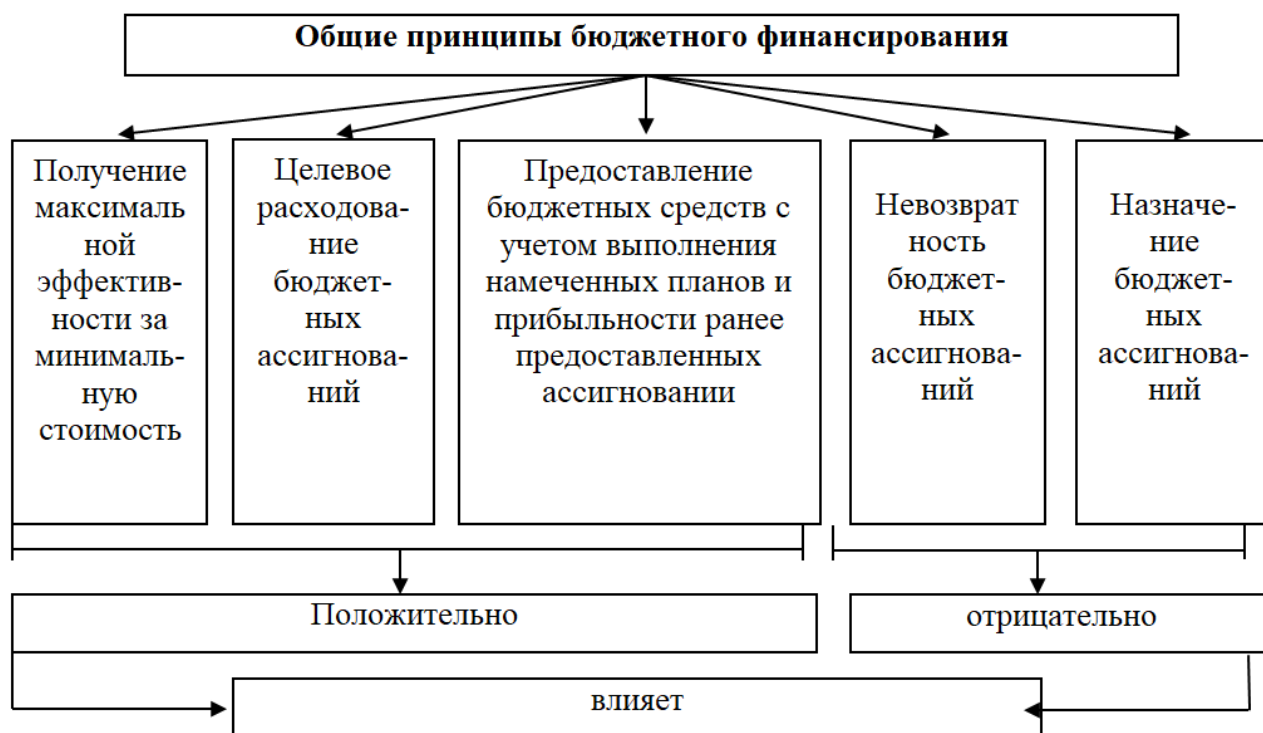 Общие принципы бюджетного финансирования
Получение
максималь
ной
эффектив-
ности за
минималь-
ную
стоимость
Целевое
расходова-
ние
бюджет-
ных
ассигнова-
ний
Предоставление
бюджетных средств с
учетом выполнения
намеченных планов и
прибыльности ранее
предоставленных
ассигновании
Невозврат
ность
бюджет-
ных
ассигнова-
ний
Назначе-
ние
бюджет-
ных
ассигнова-
ний
Положительно
отрицательно
влияет